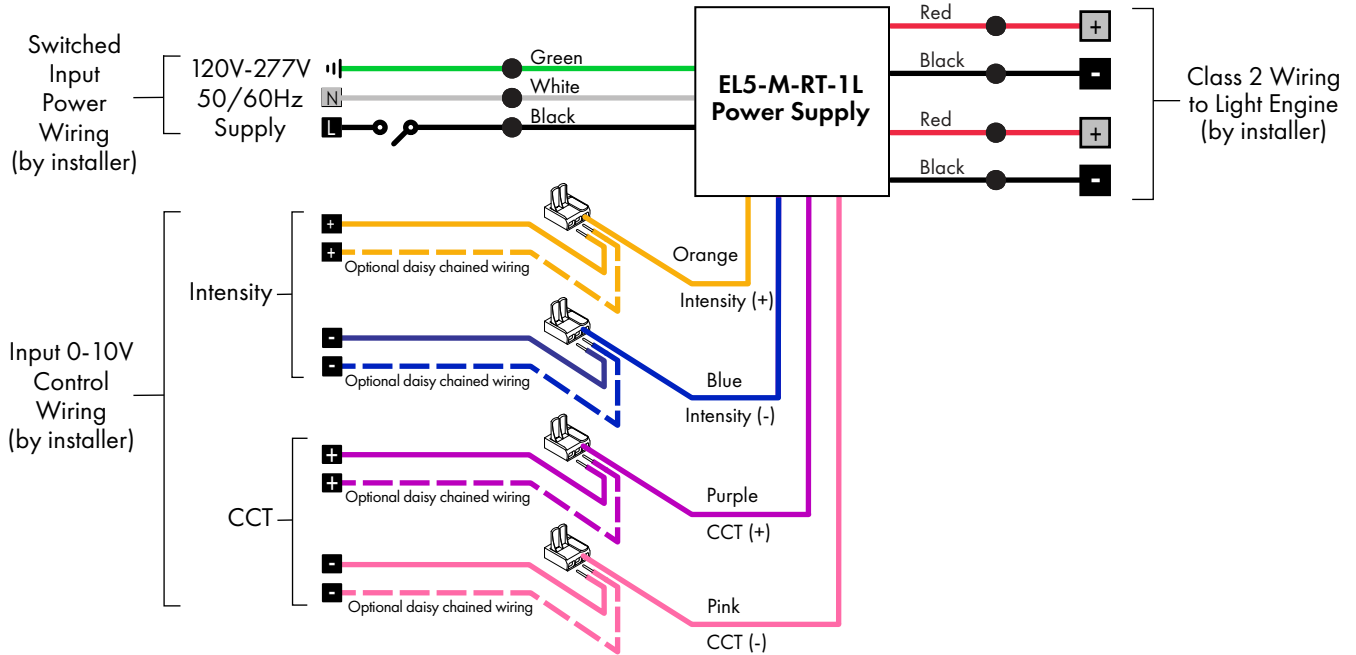 Switched
Input
Power
Wiring
(by installer)
120V-277V
50/60Hz
Supply
N
L
Green
White
Black
EL5-M-RT-1L
Power Supply
Red
+
Black
-
Red
+
Black
-
Class 2 Wiring
to Light Engine
(by installer)
Input 0-10V
Control
Wiring
(by installer)
Intensity
+
+
Optional daisy chained wiring
Orange
Intensity (+)
-
-
Optional daisy chained wiring
Blue
Intensity (-)
CCT
+
+
Optional daisy chained wiring
Purple
CCT (+)
-
-
Optional daisy chained wiring
Pink
CCT (-)